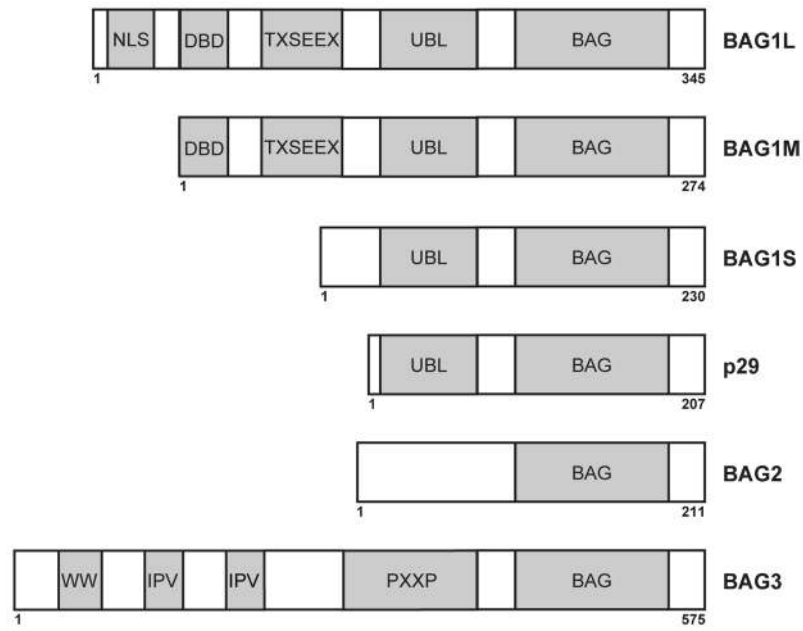 NLS DBD TXSEEX UBL BAG BAG1L
1 345
DBD TXSEEX UBL BAG BAG1M
1 274
UBL BAG BAG1S
1 230
UBL BAG p29
1 207
BAG BAG2
1 211
WW IPV IPV PXXP BAG BAG3
1 575